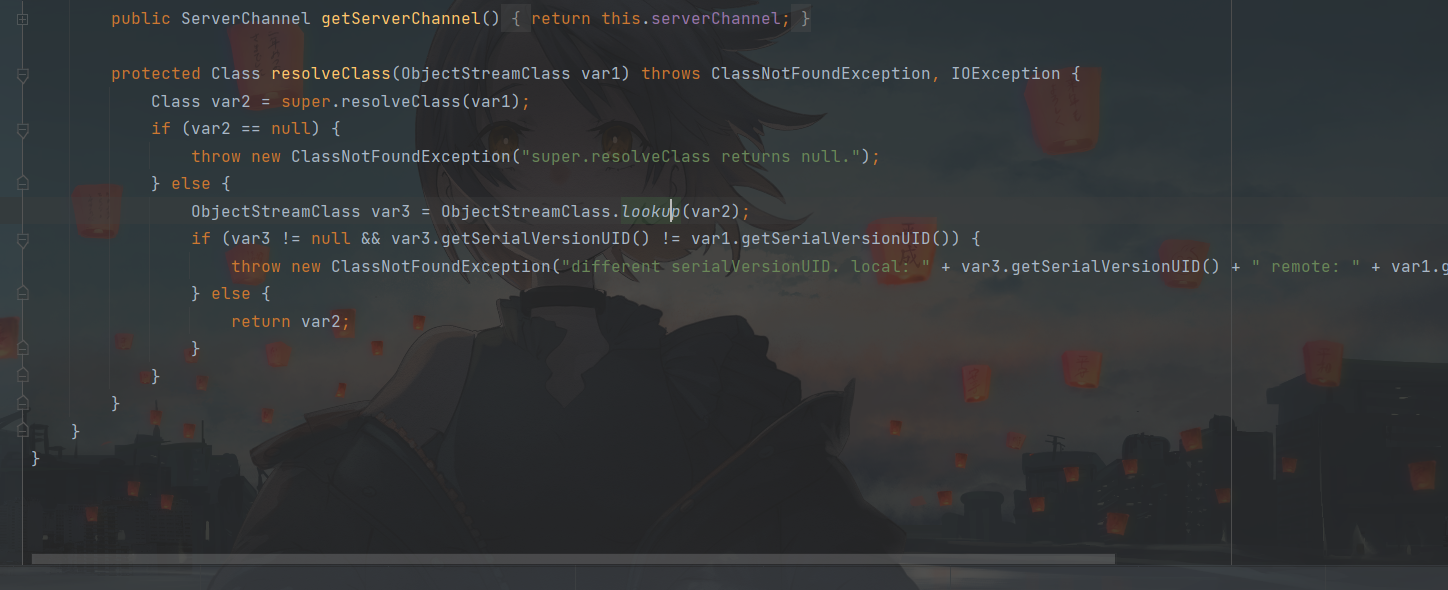 public ServerChannel getServerChannel() { return this.serverChannel; }
protected Class resolveClass(ObjectStreamClass var1) throws ClassNotFoundException, IOException {
Class var2 = super.resolveClass(var1);
if (var2 == null) {
throw new ClassNotFoundException("super.resolveClass returns null.");
} else {
ObjectStreamClass var3 = ObjectStreamClass.lookup(var2);
if (var3 != null && var3.getSerialVersionUID() != var1.getSerialVersionUID()) {
throw new ClassNotFoundException("different serialVersionUID. local: " + var3.getSerialVersionUID() + " remote: " + var1.g
} else {
return var2;
}
}
}
}
}